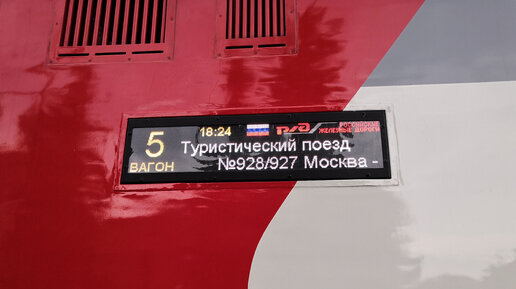 5
ВАГОН
18:24
РЖД РОССИЙСКИЕ
ЖЕЛЕЗНЫЕ ДОРОГИ
Туристический поезд
№928/927 Москва -